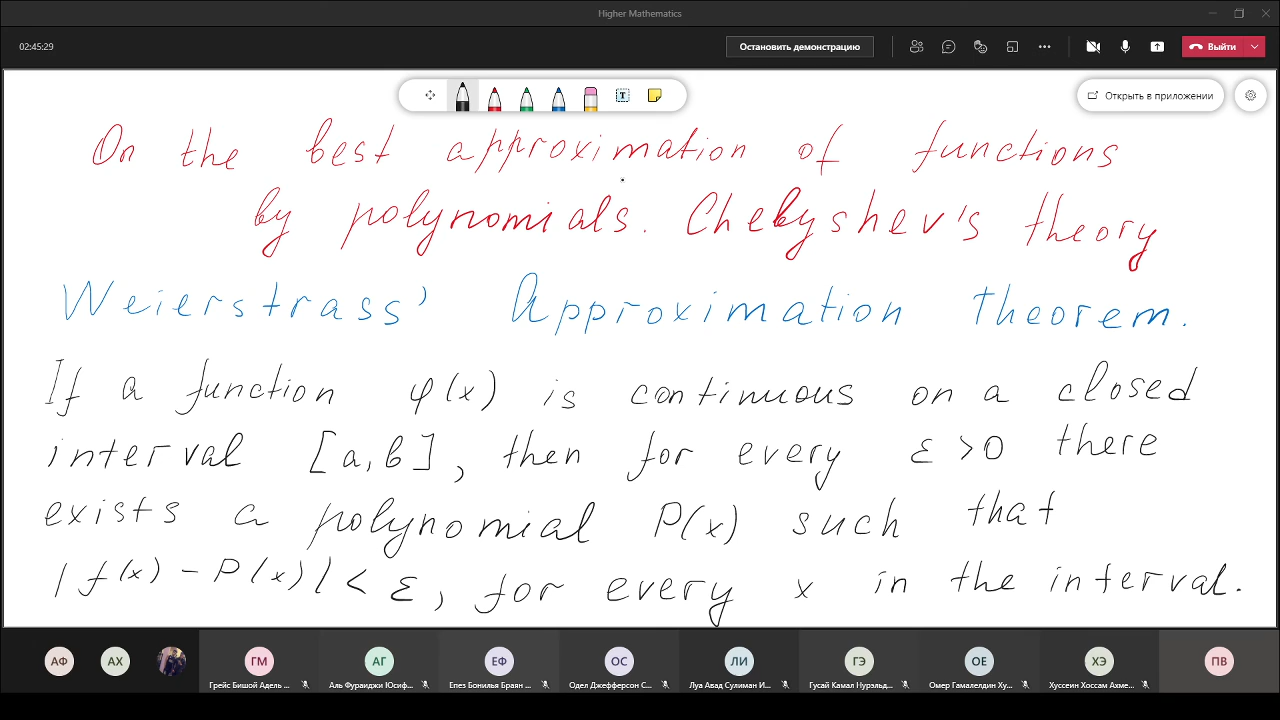 Higher Mathematics
02:45:29
Остановить демонстрацию
Выйти
Открыть в приложении
On the best approximation of functions
by polynomials. Chebyshev's theory
Weierstrass' Approximation theorem.
If a function φ(x) is continuous on a closed
interval [a,b], then for every ε>0 there
exists a polynomial P(x) such that
|f(x) - P(x)| < ε, for every x in the interval.
АФ АХ ГМ АГ ЕФ ОС ЛИ ГЭ ОЕ ХЭ ПВ
Грейс Бишой Адель ... Аль Фураиджи Юсиф... Епез Бонилья Браян ... Одел Джефферсон С... Луа Авад Сулиман И... Гусай Камал Нурэльд... Омер Гамалелдин Ху... Хуссеин Хоссам Ахме...